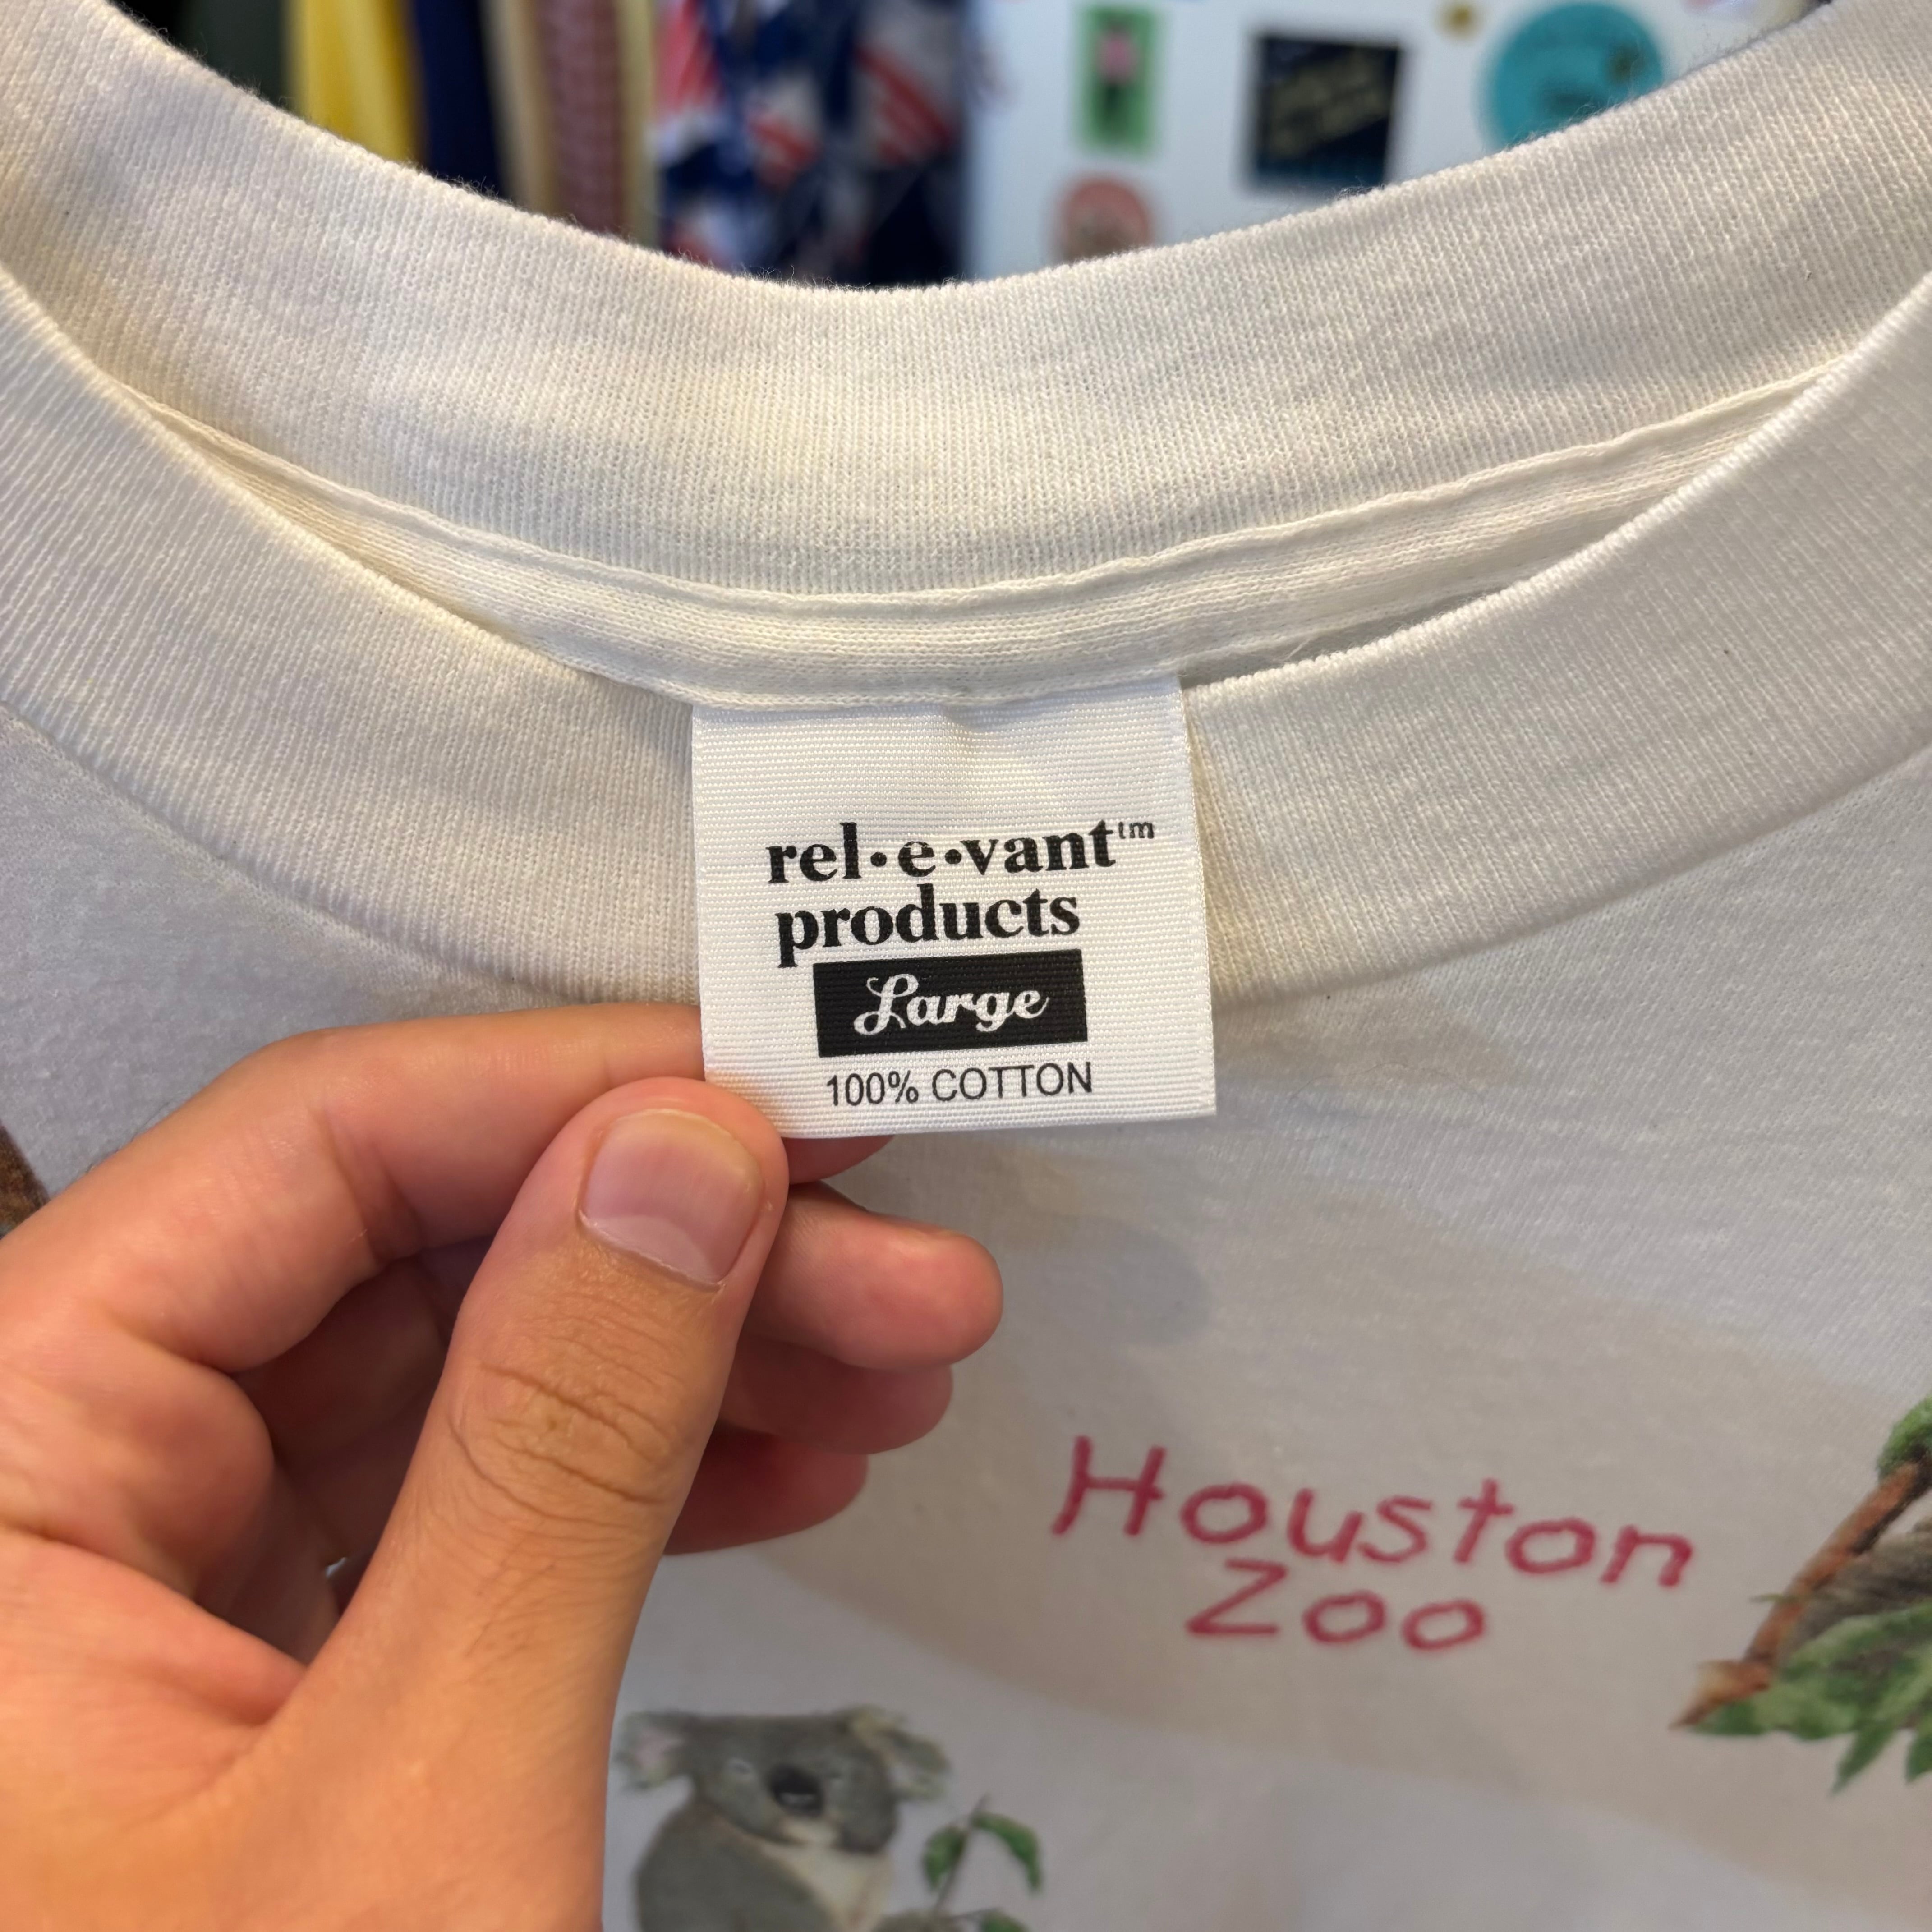 rel•e•vant™
products
Large
100% COTTON
Houston
Zoo